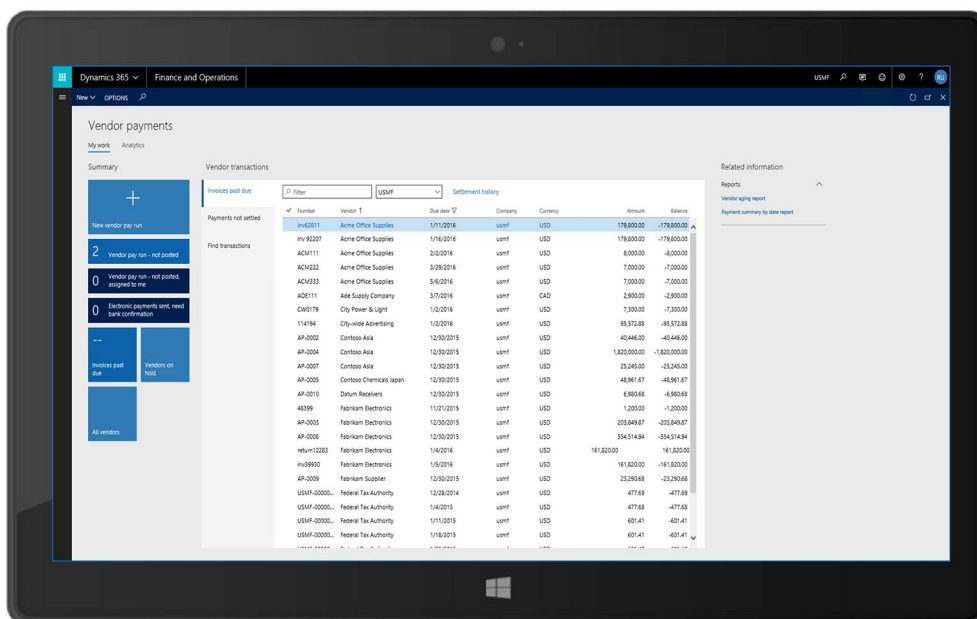 Dynamics 365 Finance and Operations USMF ? RU
New OPTIONS
Vendor payments
My work Analytics
Summary
New vendor pay run
2 Vendor pay run - not posted
0 Vendor pay run - not posted, assigned to me
0 Electronic payments sent, need bank confirmation
--
Invoices past due
Vendors on hold
All vendors
Vendor transactions
Invoices past due
Payments not settled
Find transactions
Filter USMF Settlement history
Number Vendor Due date Company Currency Amount Balance
inv62811 Acme Office Supplies 1/11/2016 usmf USD 179,800.00 -179,800.00
Inv-92207 Acme Office Supplies 1/16/2016 usmf USD 179,800.00 -179,800.00
ACM111 Acme Office Supplies 2/2/2016 usmf USD 8,000.00 -8,000.00
ACM222 Acme Office Supplies 3/29/2016 usmf USD 7,000.00 -7,000.00
ACM333 Acme Office Supplies 5/6/2016 usmf USD 7,000.00 -7,000.00
ADE111 Ade Supply Company 3/7/2016 usmf CAD 2,900.00 -2,900.00
CW0179 City Power & Light 1/2/2016 usmf USD 7,300.00 -7,300.00
114194 City-wide Advertising 1/2/2016 usmf USD 95,572.88 -95,572.88
AP-0002 Contoso Asia 12/30/2015 usmf USD 40,446.00 -40,446.00
AP-0004 Contoso Asia 12/30/2015 usmf USD 1,820,000.00 -1,820,000.00
AP-0007 Contoso Asia 12/30/2015 usmf USD 25,245.00 -25,245.00
AP-0005 Contoso Chemicals Japan 12/30/2015 usmf USD 48,961.67 -48,961.67
AP-0010 Datum Receivers 12/30/2015 usmf USD 6,980.68 -6,980.68
48399 Fabrikam Electronics 11/21/2015 usmf USD 1,200.00 -1,200.00
AP-0003 Fabrikam Electronics 12/30/2015 usmf USD 203,849.87 -203,849.87
AP-0008 Fabrikam Electronics 12/30/2015 usmf USD 554,514.94 -554,514.94
return12283 Fabrikam Electronics 1/4/2016 usmf USD 161,820.00 161,820.00
inv39930 Fabrikam Electronics 1/5/2016 usmf USD 161,820.00 -161,820.00
AP-0009 Fabrikam Supplier 12/30/2015 usmf USD 23,290.68 -23,290.68
USMF-00000... Federal Tax Authority 12/28/2014 usmf USD 477.69 -477.69
USMF-00000... Federal Tax Authority 1/4/2015 usmf USD 477.68 -477.68
USMF-00000... Federal Tax Authority 1/11/2015 usmf USD 601.41 -601.41
USMF-00000... Federal Tax Authority 1/18/2015 usmf USD 601.41 -601.41
Related information
Reports
Vendor aging report
Payment summary by date report